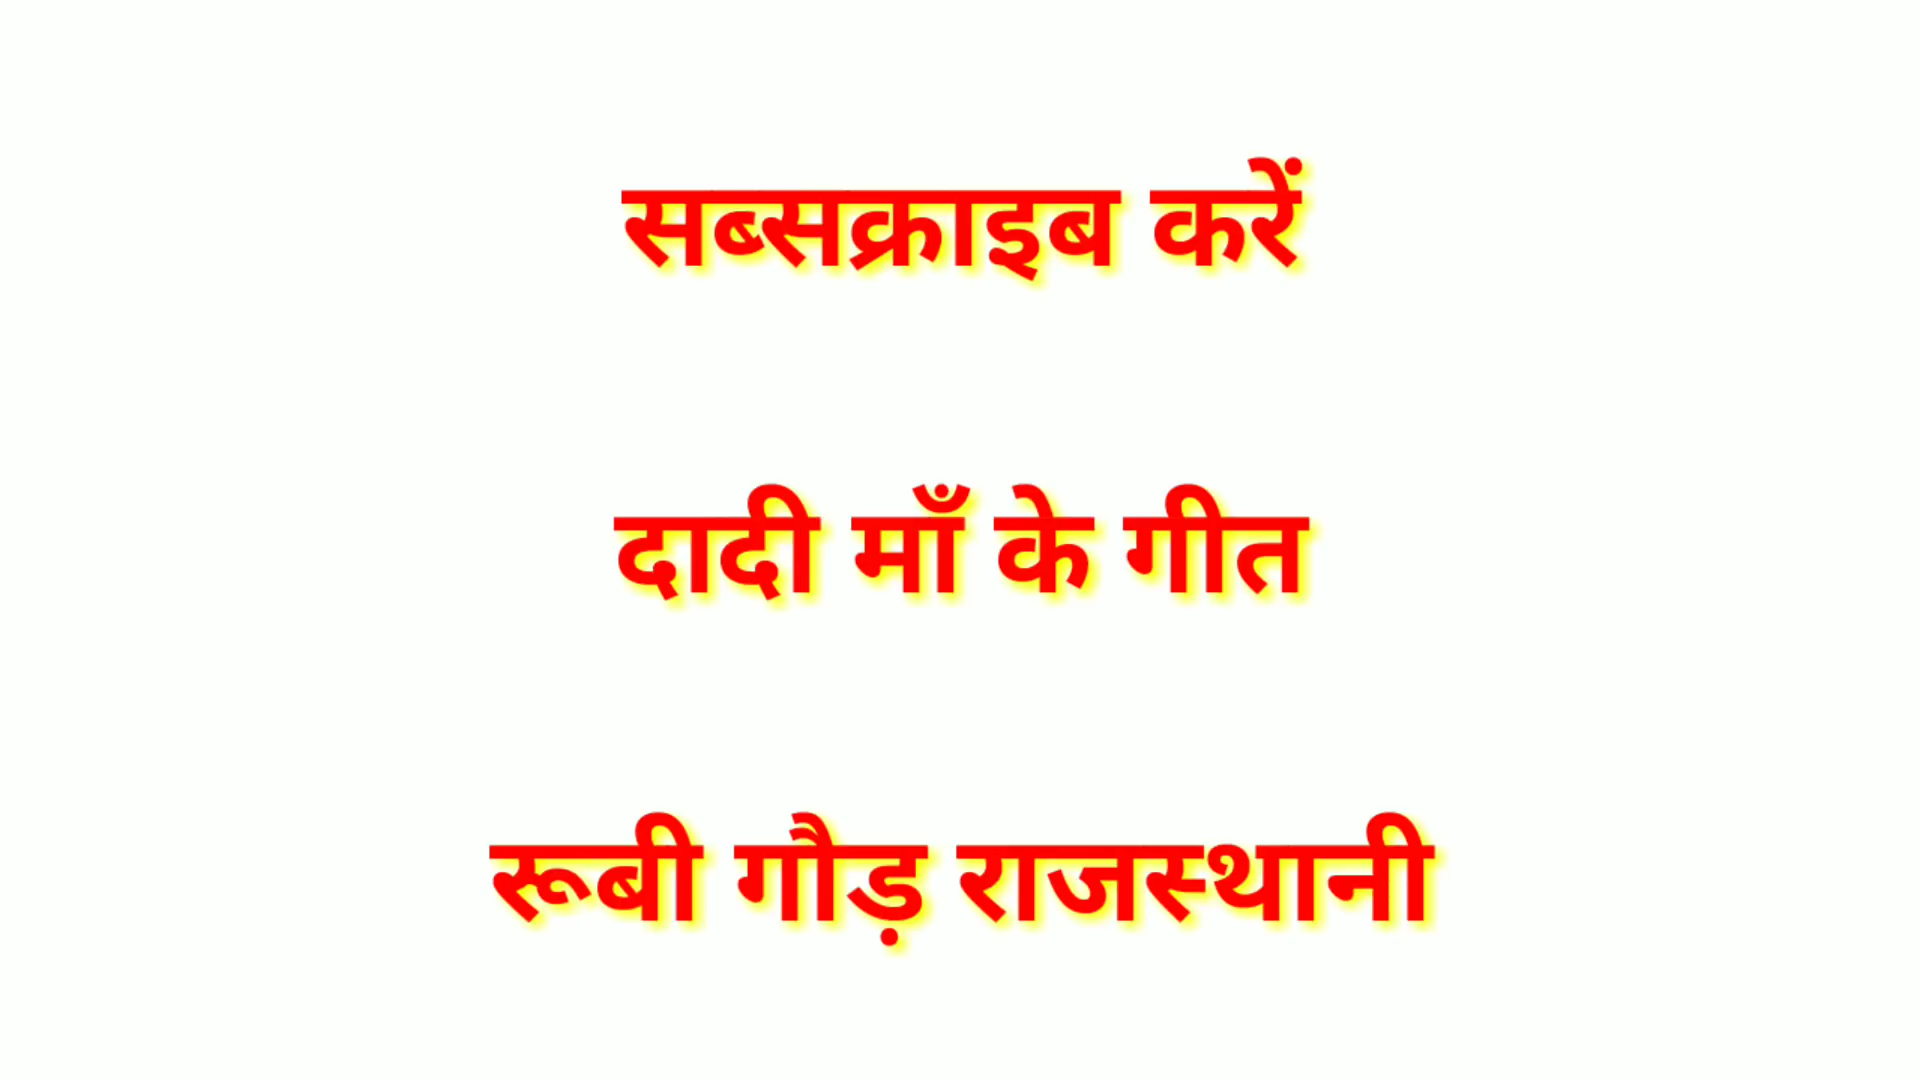 सब्सक्राइब करें
दादी माँ के गीत
रूबी गौड़ राजस्थानी